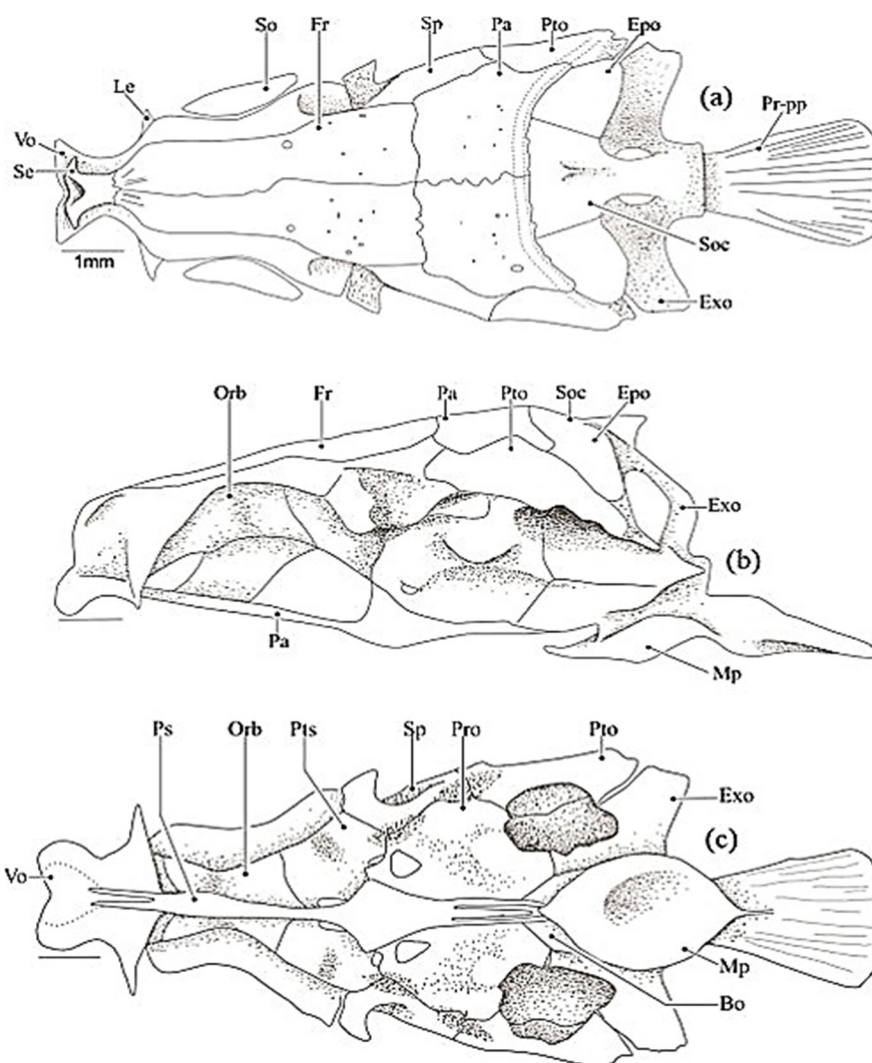 So Fr Sp Pa Pto Epo
Le
(a)
Pr-pp
Vo
Se
1mm
Soc
Exo
Orb Fr Pa Pto Soc Epo
Exo
(b)
Pa
Mp
Ps Orb Pts Sp Pro Pto
Exo
(c)
Vo
Mp
Bo